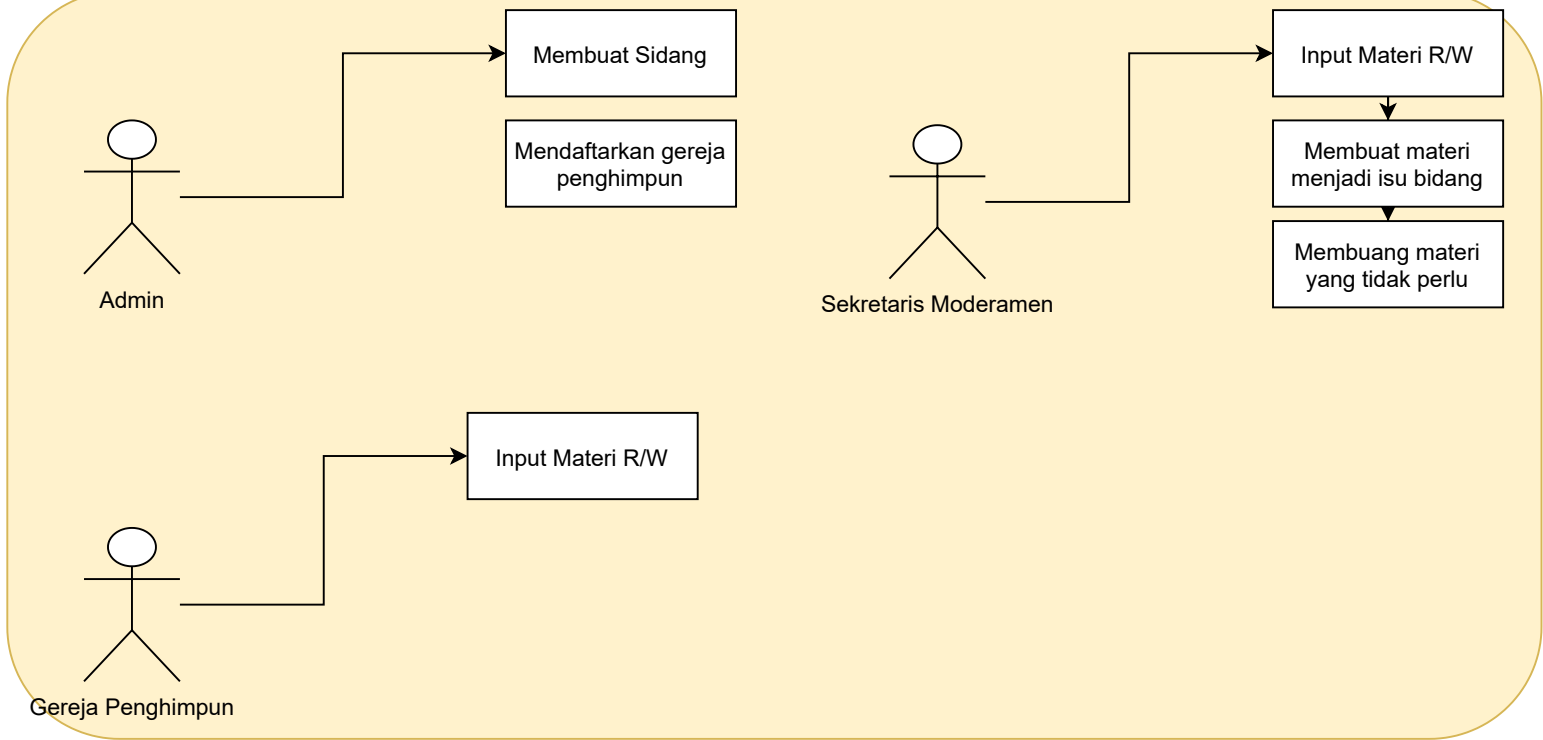 Membuat Sidang
Mendaftarkan gereja
penghimpun
Admin
Input Materi R/W
Membuat materi
menjadi isu bidang
Membuang materi
yang tidak perlu
Sekretaris Moderamen
Input Materi R/W
Gereja Penghimpun